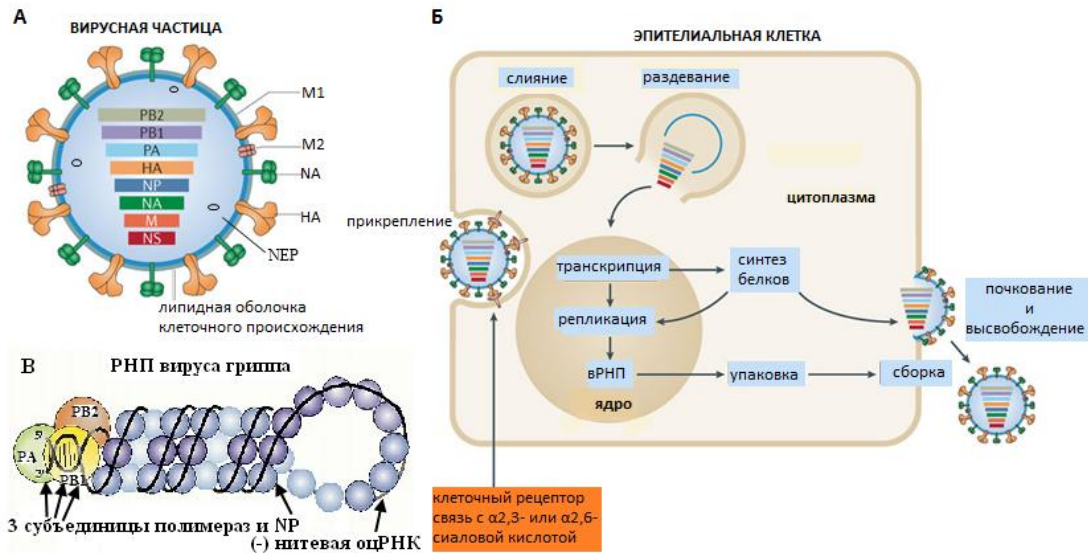 А
ВИРУСНАЯ ЧАСТИЦА
PB2
PB1
PA
HA
NP
NA
M
NS
M1
M2
NA
HA
NEP
липидная оболочка
клеточного происхождения
Б
ЭПИТЕЛИАЛЬНАЯ КЛЕТКА
слияние
раздевание
цитоплазма
прикрепление
транскрипция
синтез
белков
репликация
вРНП
упаковка
сборка
ядро
почкование
и
высвобождение
клеточный рецептор
связь с α2,3- или α2,6-
сиаловой кислотой
В
РНП вируса гриппа
PB2
5'
PA
3'
PB1
3 субъединицы полимераз и NP
(-) нитевая оцРНК